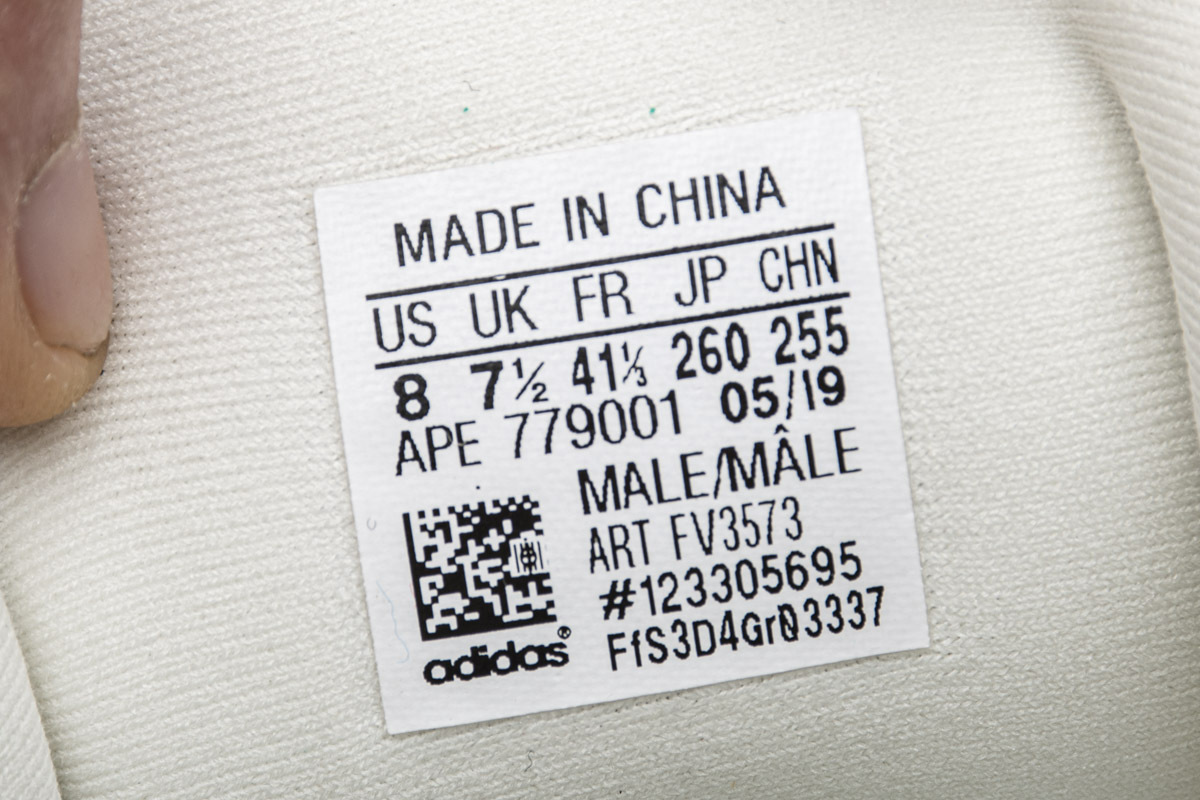 MADE IN CHINA
US UK FR JP CHN
8 7½ 41⅓ 260 255
APE 779001 05/19
MALE/MÂLE
ART FV3573
#123305695
FfS3D4Gr03337
adidas®